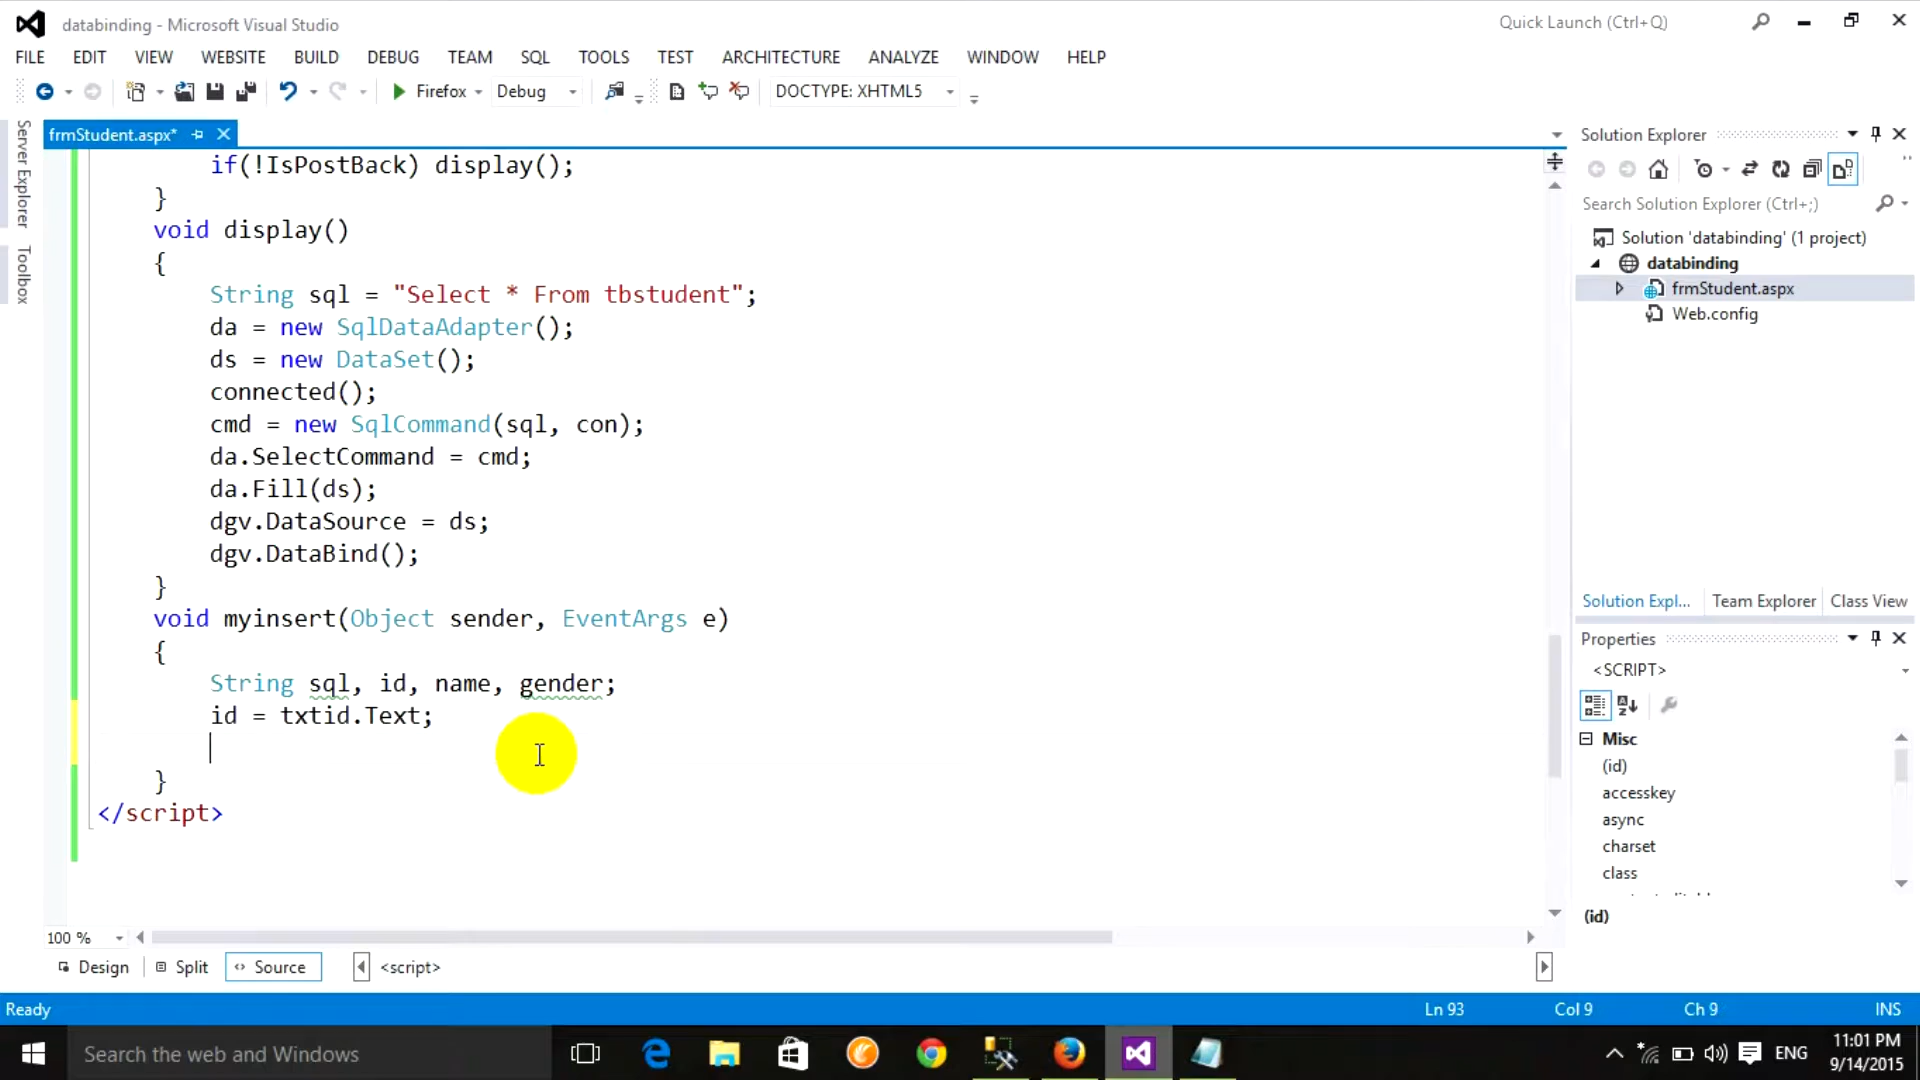 databinding - Microsoft Visual Studio
Quick Launch (Ctrl+Q)
FILE EDIT VIEW WEBSITE BUILD DEBUG TEAM SQL TOOLS TEST ARCHITECTURE ANALYZE WINDOW HELP
Firefox Debug DOCTYPE: XHTML5
Server Explorer
Toolbox
frmStudent.aspx*
if(!IsPostBack) display();
}
void display()
{
String sql = "Select * From tbstudent";
da = new SqlDataAdapter();
ds = new DataSet();
connected();
cmd = new SqlCommand(sql, con);
da.SelectCommand = cmd;
da.Fill(ds);
dgv.DataSource = ds;
dgv.DataBind();
}
void myinsert(Object sender, EventArgs e)
{
String sql, id, name, gender;
id = txtid.Text;
}
</script>
100 %
Design Split Source <script>
Solution Explorer
Search Solution Explorer (Ctrl+;)
Solution 'databinding' (1 project)
databinding
frmStudent.aspx
Web.config
Solution Expl... Team Explorer Class View
Properties
<SCRIPT>
Misc
(id)
accesskey
async
charset
class
(id)
Ready Ln 93 Col 9 Ch 9 INS
Search the web and Windows
ENG
11:01 PM
9/14/2015